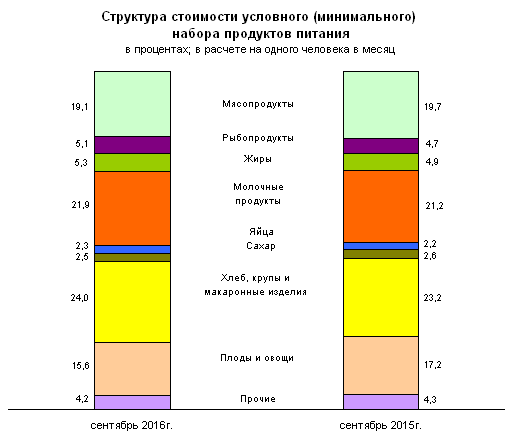 Структура стоимости условного (минимального)
набора продуктов питания
в процентах; в расчете на одного человека в месяц
19,1 Мясопродукты 19,7
5,1 Рыбопродукты 4,7
5,3 Жиры 4,9
21,9 Молочные 21,2
продукты
2,3 Яйца 2,2
2,5 Сахар 2,6
24,0 Хлеб, крупы и 23,2
макаронные изделия
15,6 Плоды и овощи 17,2
4,2 Прочие 4,3
сентябрь 2016г. сентябрь 2015г.